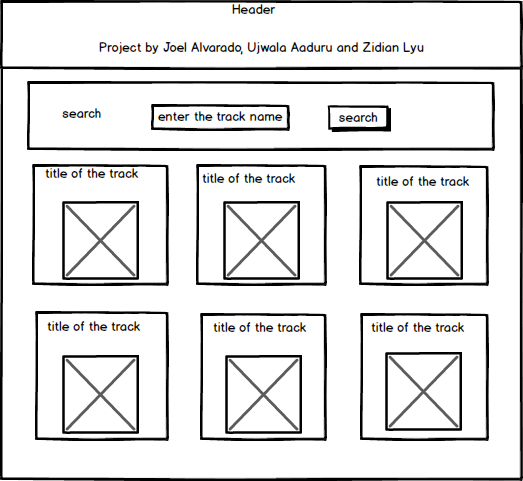 Header
Project by Joel Alvarado, Ujwala Aaduru and Zidian Lyu
search
enter the track name
search
title of the track
title of the track
title of the track
title of the track
title of the track
title of the track